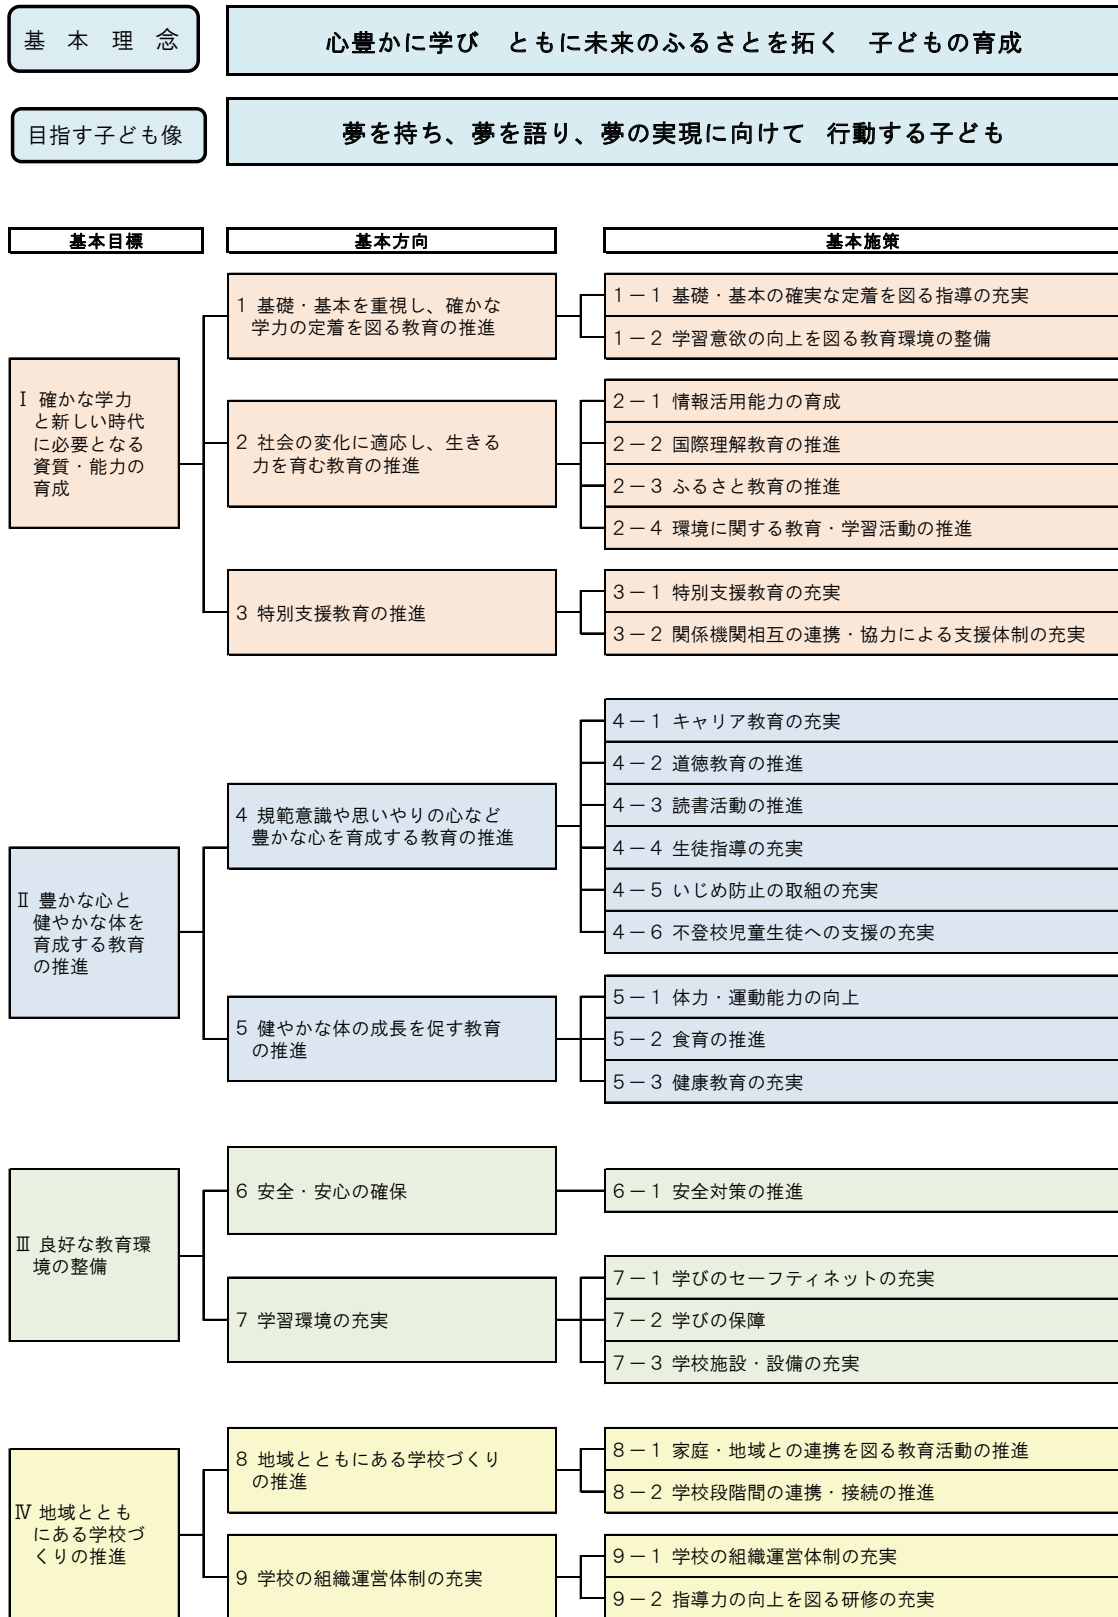 基 本 理 念
心豊かに学び ともに未来のふるさとを拓く 子どもの育成
目指す子ども像
夢を持ち、夢を語り、夢の実現に向けて 行動する子ども
基本目標
基本方向
基本施策
Ⅰ 確かな学力
と新しい時代
に必要となる
資質・能力の
育成
1 基礎・基本を重視し、確かな
学力の定着を図る教育の推進
1－1 基礎・基本の確実な定着を図る指導の充実
1－2 学習意欲の向上を図る教育環境の整備
2 社会の変化に適応し、生きる
力を育む教育の推進
2－1 情報活用能力の育成
2－2 国際理解教育の推進
2－3 ふるさと教育の推進
2－4 環境に関する教育・学習活動の推進
3 特別支援教育の推進
3－1 特別支援教育の充実
3－2 関係機関相互の連携・協力による支援体制の充実
Ⅱ 豊かな心と
健やかな体を
育成する教育
の推進
4 規範意識や思いやりの心など
豊かな心を育成する教育の推進
4－1 キャリア教育の充実
4－2 道徳教育の推進
4－3 読書活動の推進
4－4 生徒指導の充実
4－5 いじめ防止の取組の充実
4－6 不登校児童生徒への支援の充実
5 健やかな体の成長を促す教育
の推進
5－1 体力・運動能力の向上
5－2 食育の推進
5－3 健康教育の充実
Ⅲ 良好な教育環
境の整備
6 安全・安心の確保
6－1 安全対策の推進
7 学習環境の充実
7－1 学びのセーフティネットの充実
7－2 学びの保障
7－3 学校施設・設備の充実
Ⅳ 地域ととも
にある学校づ
くりの推進
8 地域とともにある学校づくり
の推進
8－1 家庭・地域との連携を図る教育活動の推進
8－2 学校段階間の連携・接続の推進
9 学校の組織運営体制の充実
9－1 学校の組織運営体制の充実
9－2 指導力の向上を図る研修の充実